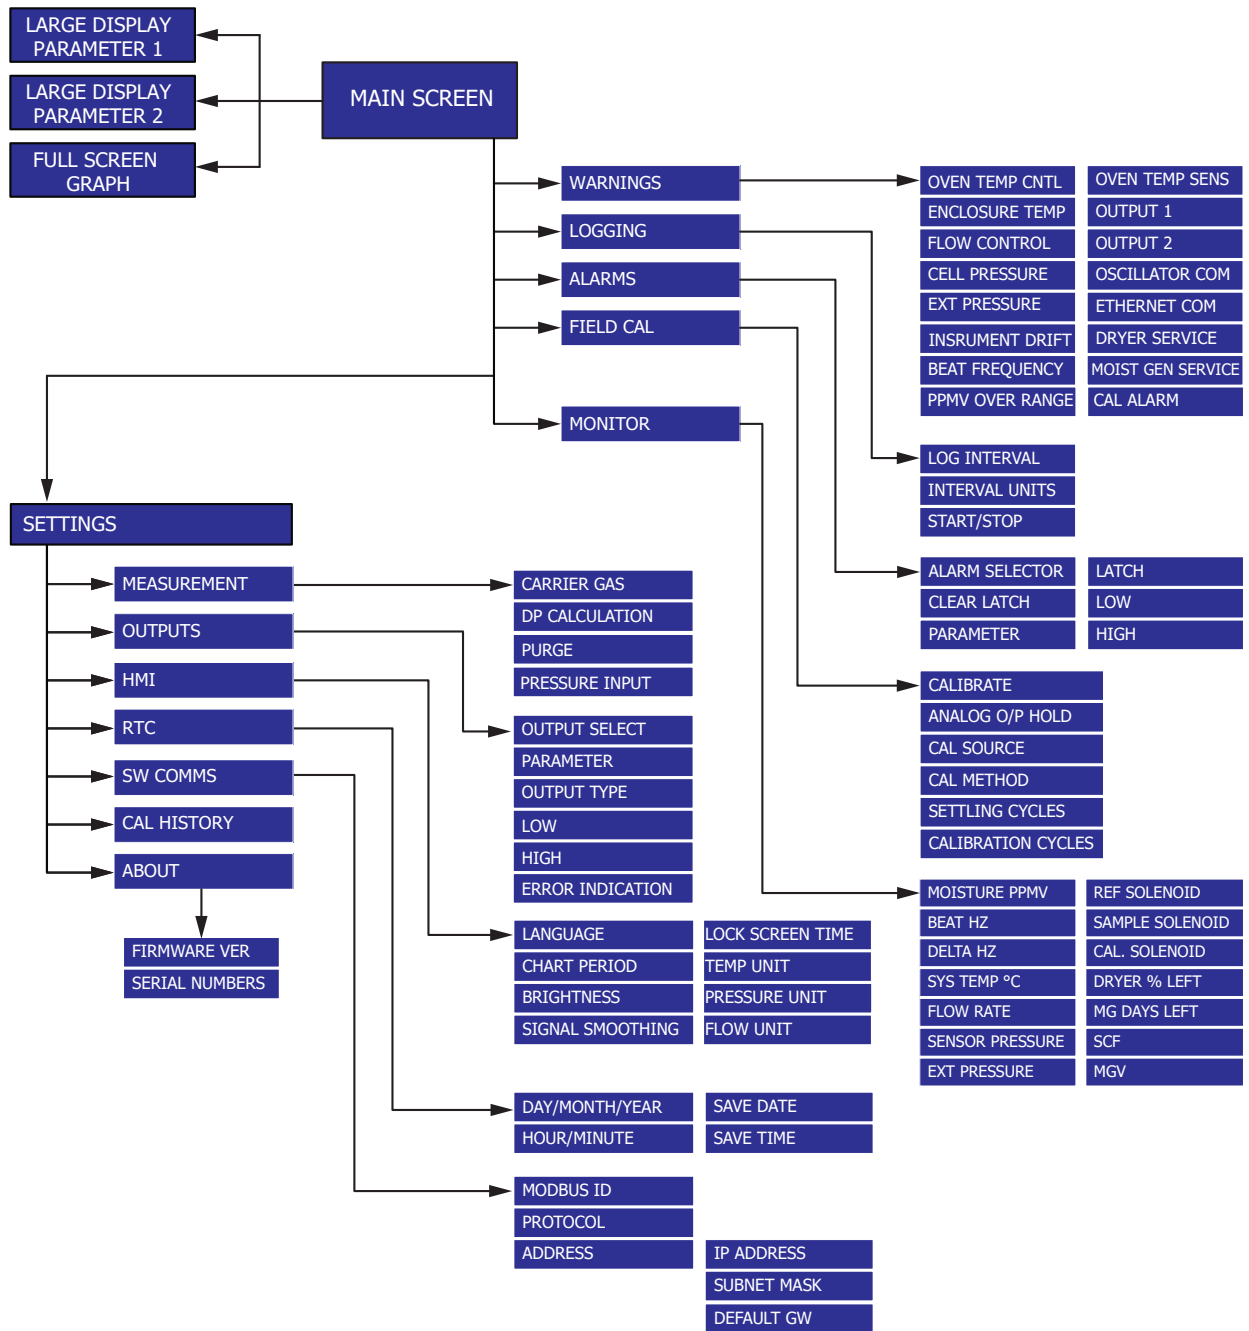 LARGE DISPLAY
PARAMETER 1
LARGE DISPLAY
PARAMETER 2
FULL SCREEN
GRAPH
MAIN SCREEN
WARNINGS
LOGGING
ALARMS
FIELD CAL
MONITOR
OVEN TEMP CNTL
ENCLOSURE TEMP
FLOW CONTROL
CELL PRESSURE
EXT PRESSURE
INSRUMENT DRIFT
BEAT FREQUENCY
PPMV OVER RANGE
OVEN TEMP SENS
OUTPUT 1
OUTPUT 2
OSCILLATOR COM
ETHERNET COM
DRYER SERVICE
MOIST GEN SERVICE
CAL ALARM
LOG INTERVAL
INTERVAL UNITS
START/STOP
ALARM SELECTOR
CLEAR LATCH
PARAMETER
LATCH
LOW
HIGH
CALIBRATE
ANALOG O/P HOLD
CAL SOURCE
CAL METHOD
SETTLING CYCLES
CALIBRATION CYCLES
MOISTURE PPMV
BEAT HZ
DELTA HZ
SYS TEMP °C
FLOW RATE
SENSOR PRESSURE
EXT PRESSURE
REF SOLENOID
SAMPLE SOLENOID
CAL. SOLENOID
DRYER % LEFT
MG DAYS LEFT
SCF
MGV
SETTINGS
MEASUREMENT
OUTPUTS
HMI
RTC
SW COMMS
CAL HISTORY
ABOUT
FIRMWARE VER
SERIAL NUMBERS
CARRIER GAS
DP CALCULATION
PURGE
PRESSURE INPUT
OUTPUT SELECT
PARAMETER
OUTPUT TYPE
LOW
HIGH
ERROR INDICATION
LANGUAGE
CHART PERIOD
BRIGHTNESS
SIGNAL SMOOTHING
LOCK SCREEN TIME
TEMP UNIT
PRESSURE UNIT
FLOW UNIT
DAY/MONTH/YEAR
HOUR/MINUTE
SAVE DATE
SAVE TIME
MODBUS ID
PROTOCOL
ADDRESS
IP ADDRESS
SUBNET MASK
DEFAULT GW